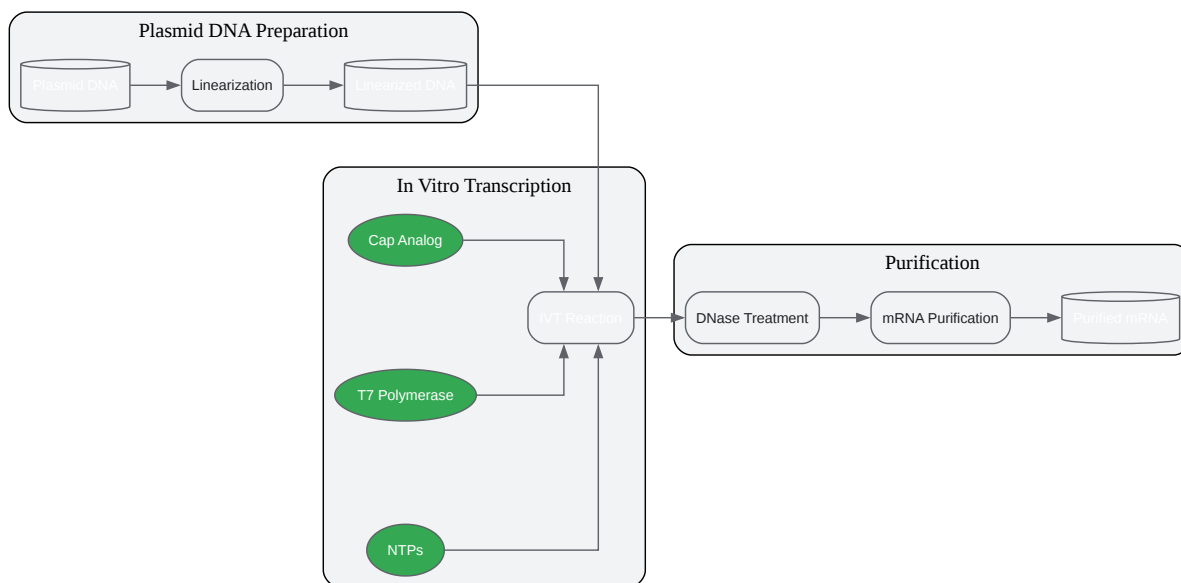 Plasmid DNA Preparation
Plasmid DNA
Linearization
Linearized DNA
In Vitro Transcription
Cap Analog
IVT Reaction
T7 Polymerase
NTPs
Purification
DNase Treatment
mRNA Purification
Purified mRNA